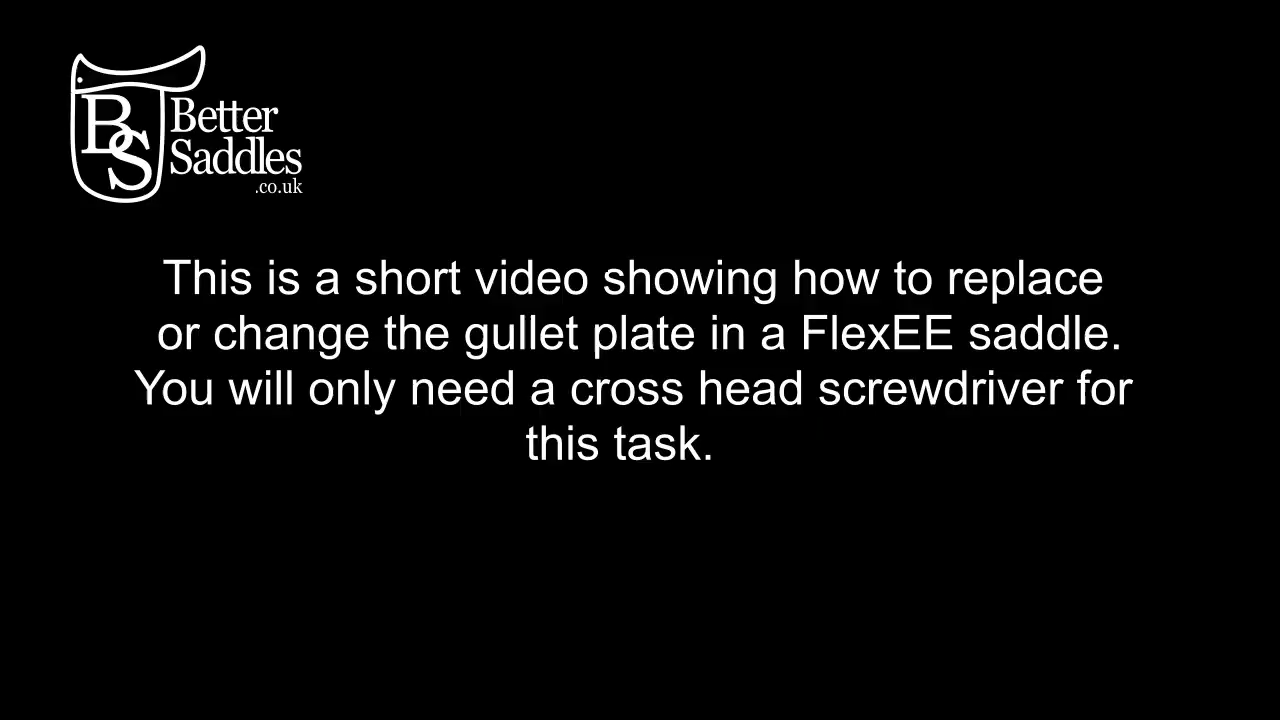 BS
Better
Saddles
.co.uk
This is a short video showing how to replace
or change the gullet plate in a FlexEE saddle.
You will only need a cross head screwdriver for
this task.